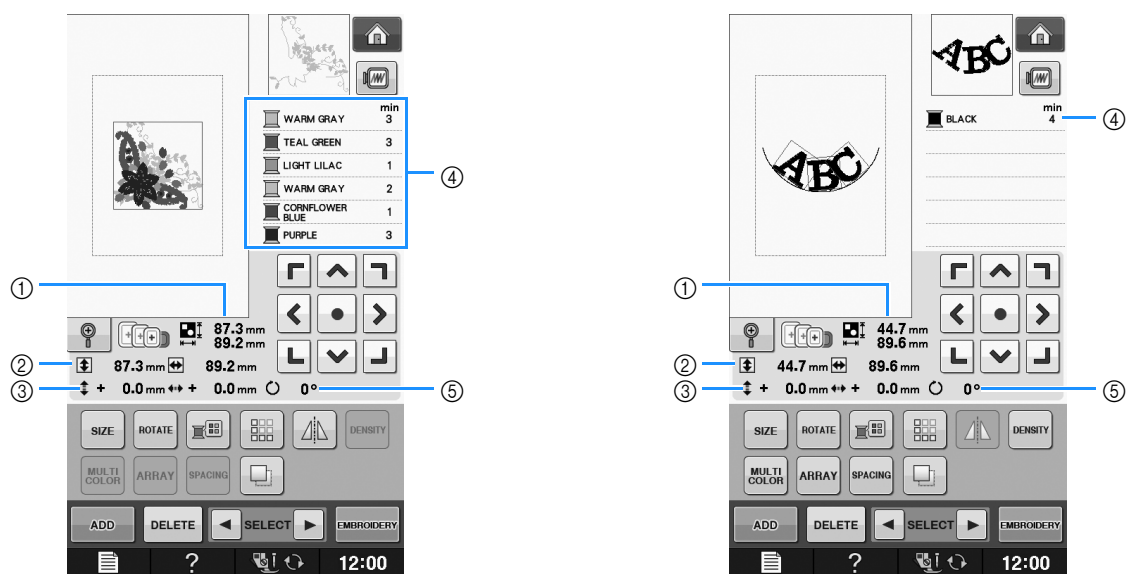 min
WARM GRAY 3
TEAL GREEN 3
④
LIGHT LILAC 1
WARM GRAY 2
CORNFLOWER
BLUE 1
PURPLE 3
①
87.3 mm
89.2 mm
② 87.3 mm 89.2 mm
③ + 0.0 mm + 0.0 mm 0° ⑤
SIZE ROTATE DENSITY
MULTI
COLOR ARRAY SPACING
ADD DELETE SELECT EMBROIDERY
? 12:00
ABC
min
BLACK 4 ④
ABC
①
44.7 mm
89.6 mm
② 44.7 mm 89.6 mm
③ + 0.0 mm + 0.0 mm 0° ⑤
SIZE ROTATE DENSITY
MULTI
COLOR ARRAY SPACING
ADD DELETE SELECT EMBROIDERY
? 12:00